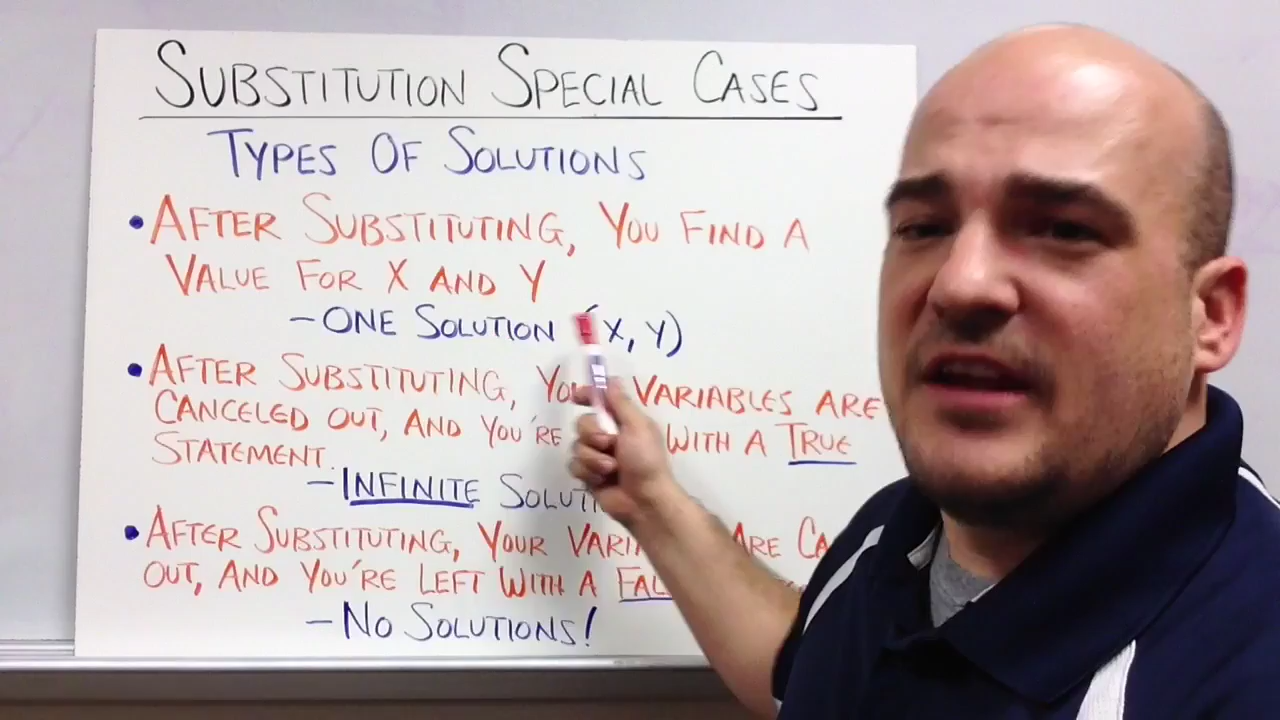 SUBSTITUTION SPECIAL CASES
TYPES OF SOLUTIONS
• AFTER SUBSTITUTING, YOU FIND A
VALUE FOR X AND Y
- ONE SOLUTION (X, Y)
• AFTER SUBSTITUTING, VARIABLES ARE
CANCELED OUT, AND YOU'RE WITH A TRUE
STATEMENT.
- INFINITE
• AFTER SUBSTITUTING, YOUR ARE
OUT, AND YOU'RE LEFT WITH A
- NO SOLUTIONS!